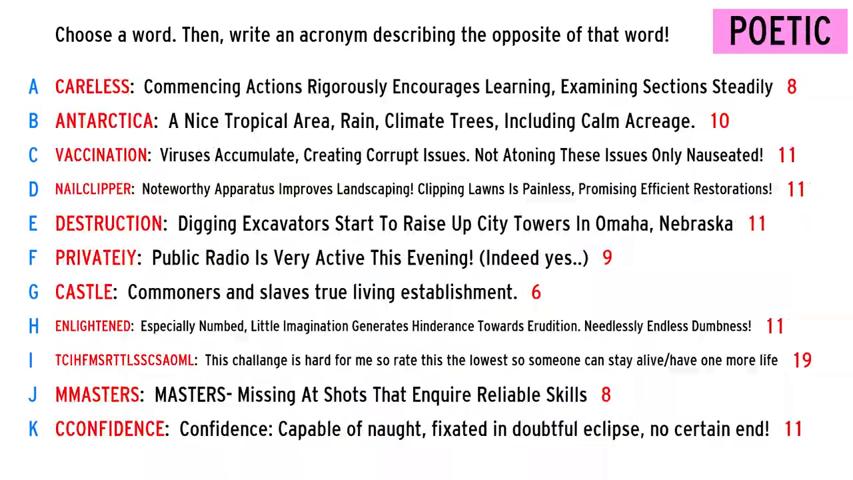 Choose a word. Then, write an acronym describing the opposite of that word! POETIC
A CARELESS: Commencing Actions Rigorously Encourages Learning, Examining Sections Steadily 8
B ANTARCTICA: A Nice Tropical Area, Rain, Climate Trees, Including Calm Acreage. 10
C VACCINATION: Viruses Accumulate, Creating Corrupt Issues. Not Atoning These Issues Only Nauseated! 11
D NAILCLIPPER: Noteworthy Apparatus Improves Landscaping! Clipping Lawns Is Painless, Promising Efficient Restorations! 11
E DESTRUCTION: Digging Excavators Start To Raise Up City Towers In Omaha, Nebraska 11
F PRIVATEIY: Public Radio Is Very Active This Evening! (Indeed yes..) 9
G CASTLE: Commoners and slaves true living establishment. 6
H ENLIGHTENED: Especially Numbed, Little Imagination Generates Hinderance Towards Erudition. Needlessly Endless Dumbness! 11
I TCIHFMSRTTLSSCSAOML: This challange is hard for me so rate this the lowest so someone can stay alive/have one more life 19
J MMASTERS: MASTERS- Missing At Shots That Enquire Reliable Skills 8
K CCONFIDENCE: Confidence: Capable of naught, fixated in doubtful eclipse, no certain end! 11